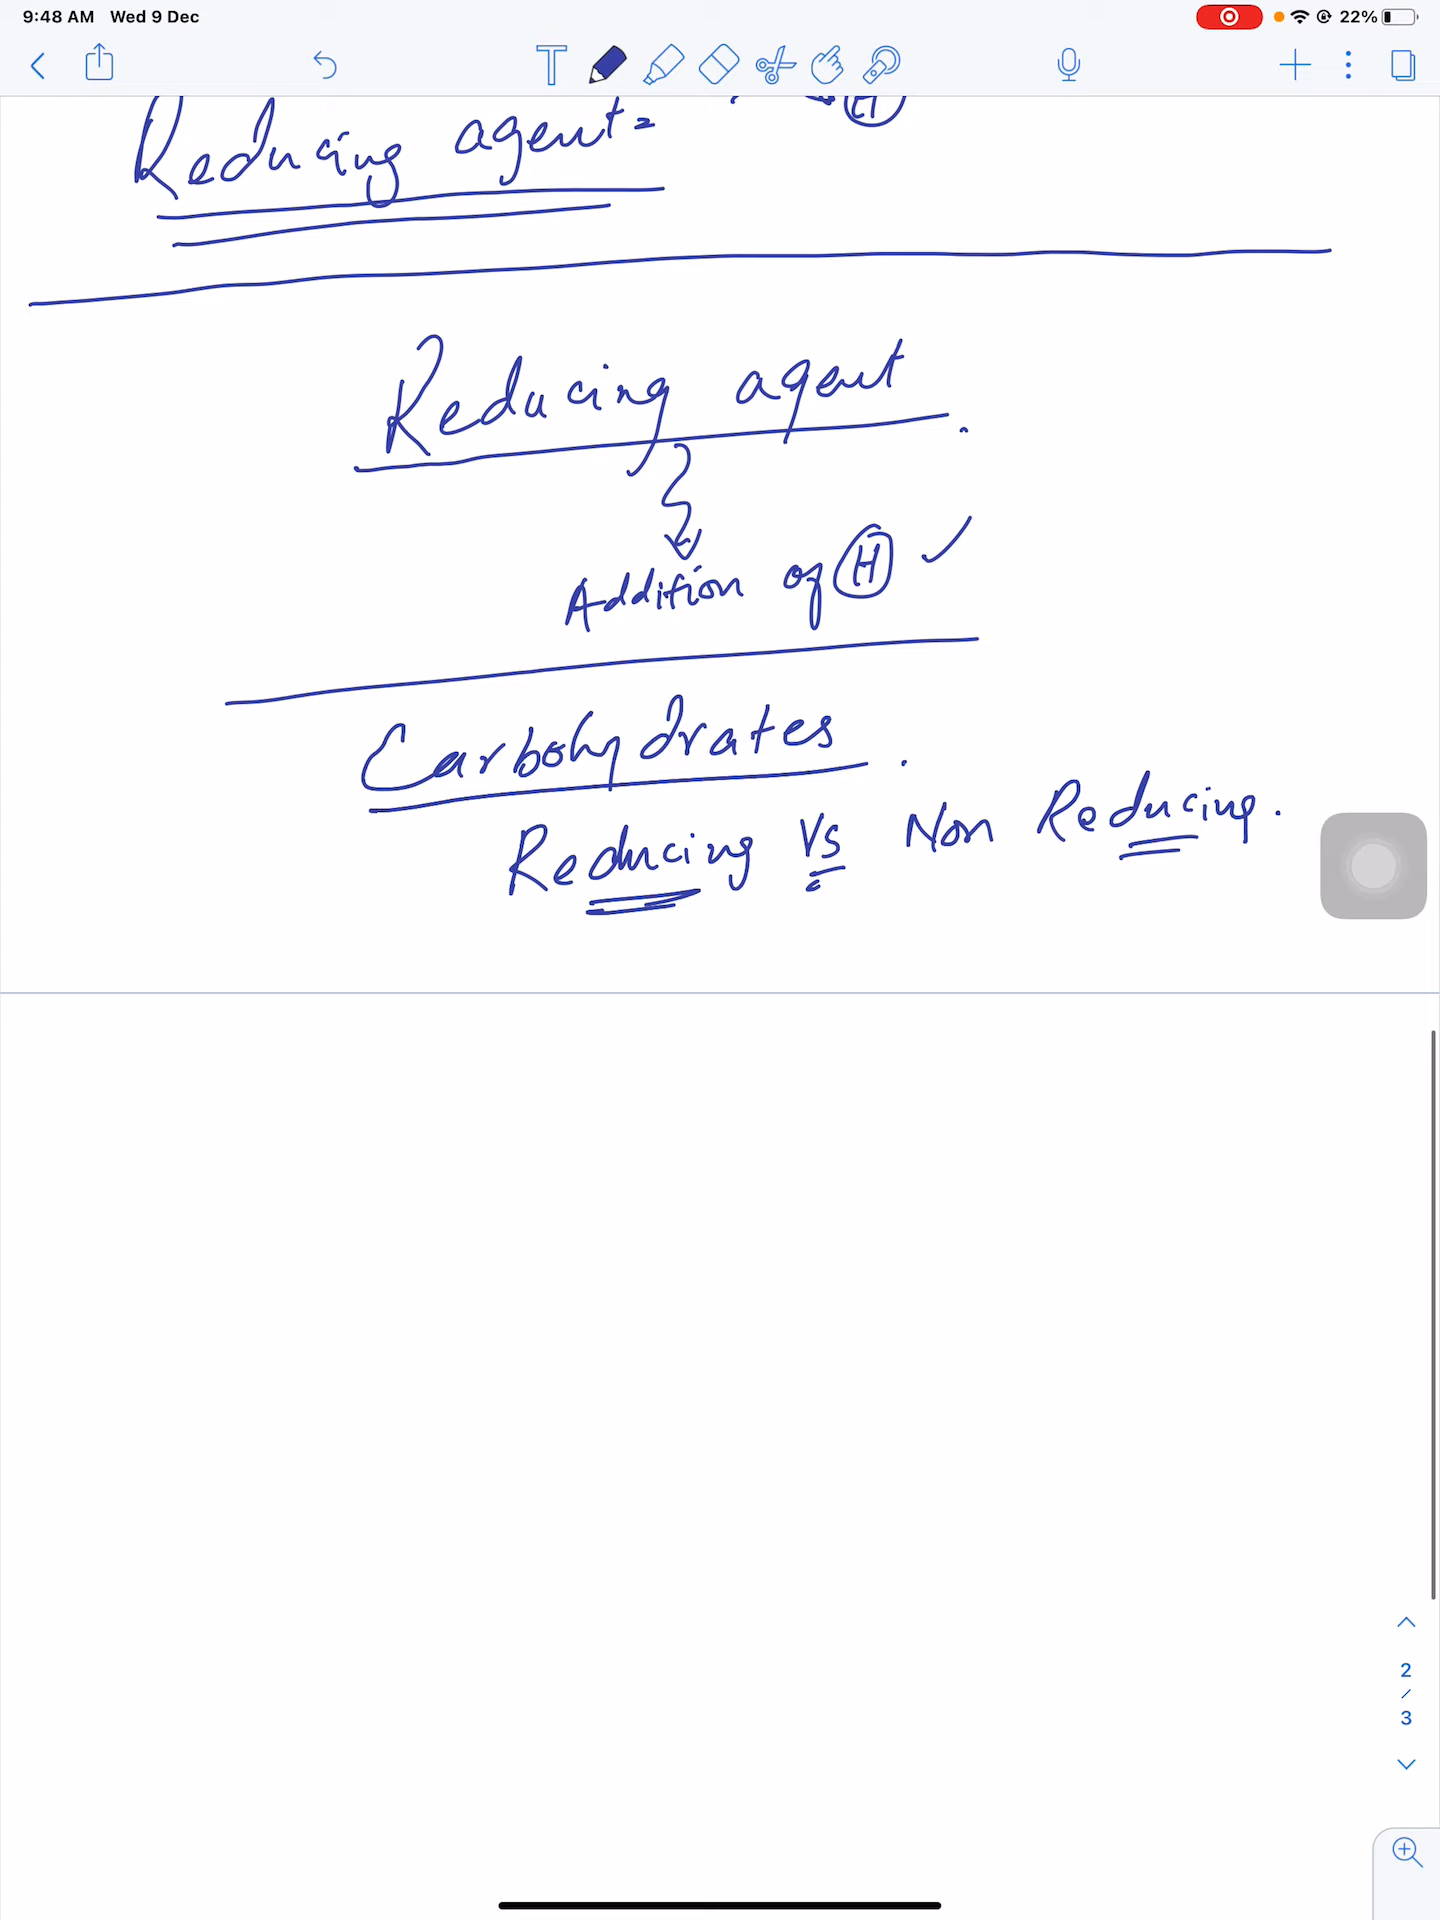 9:48 AM Wed 9 Dec
22%
T
Reducing agent = H
Reducing agent.
Addition of H ✓
Carbohydrates.
Reducing Vs Non Reducing.
2
/
3